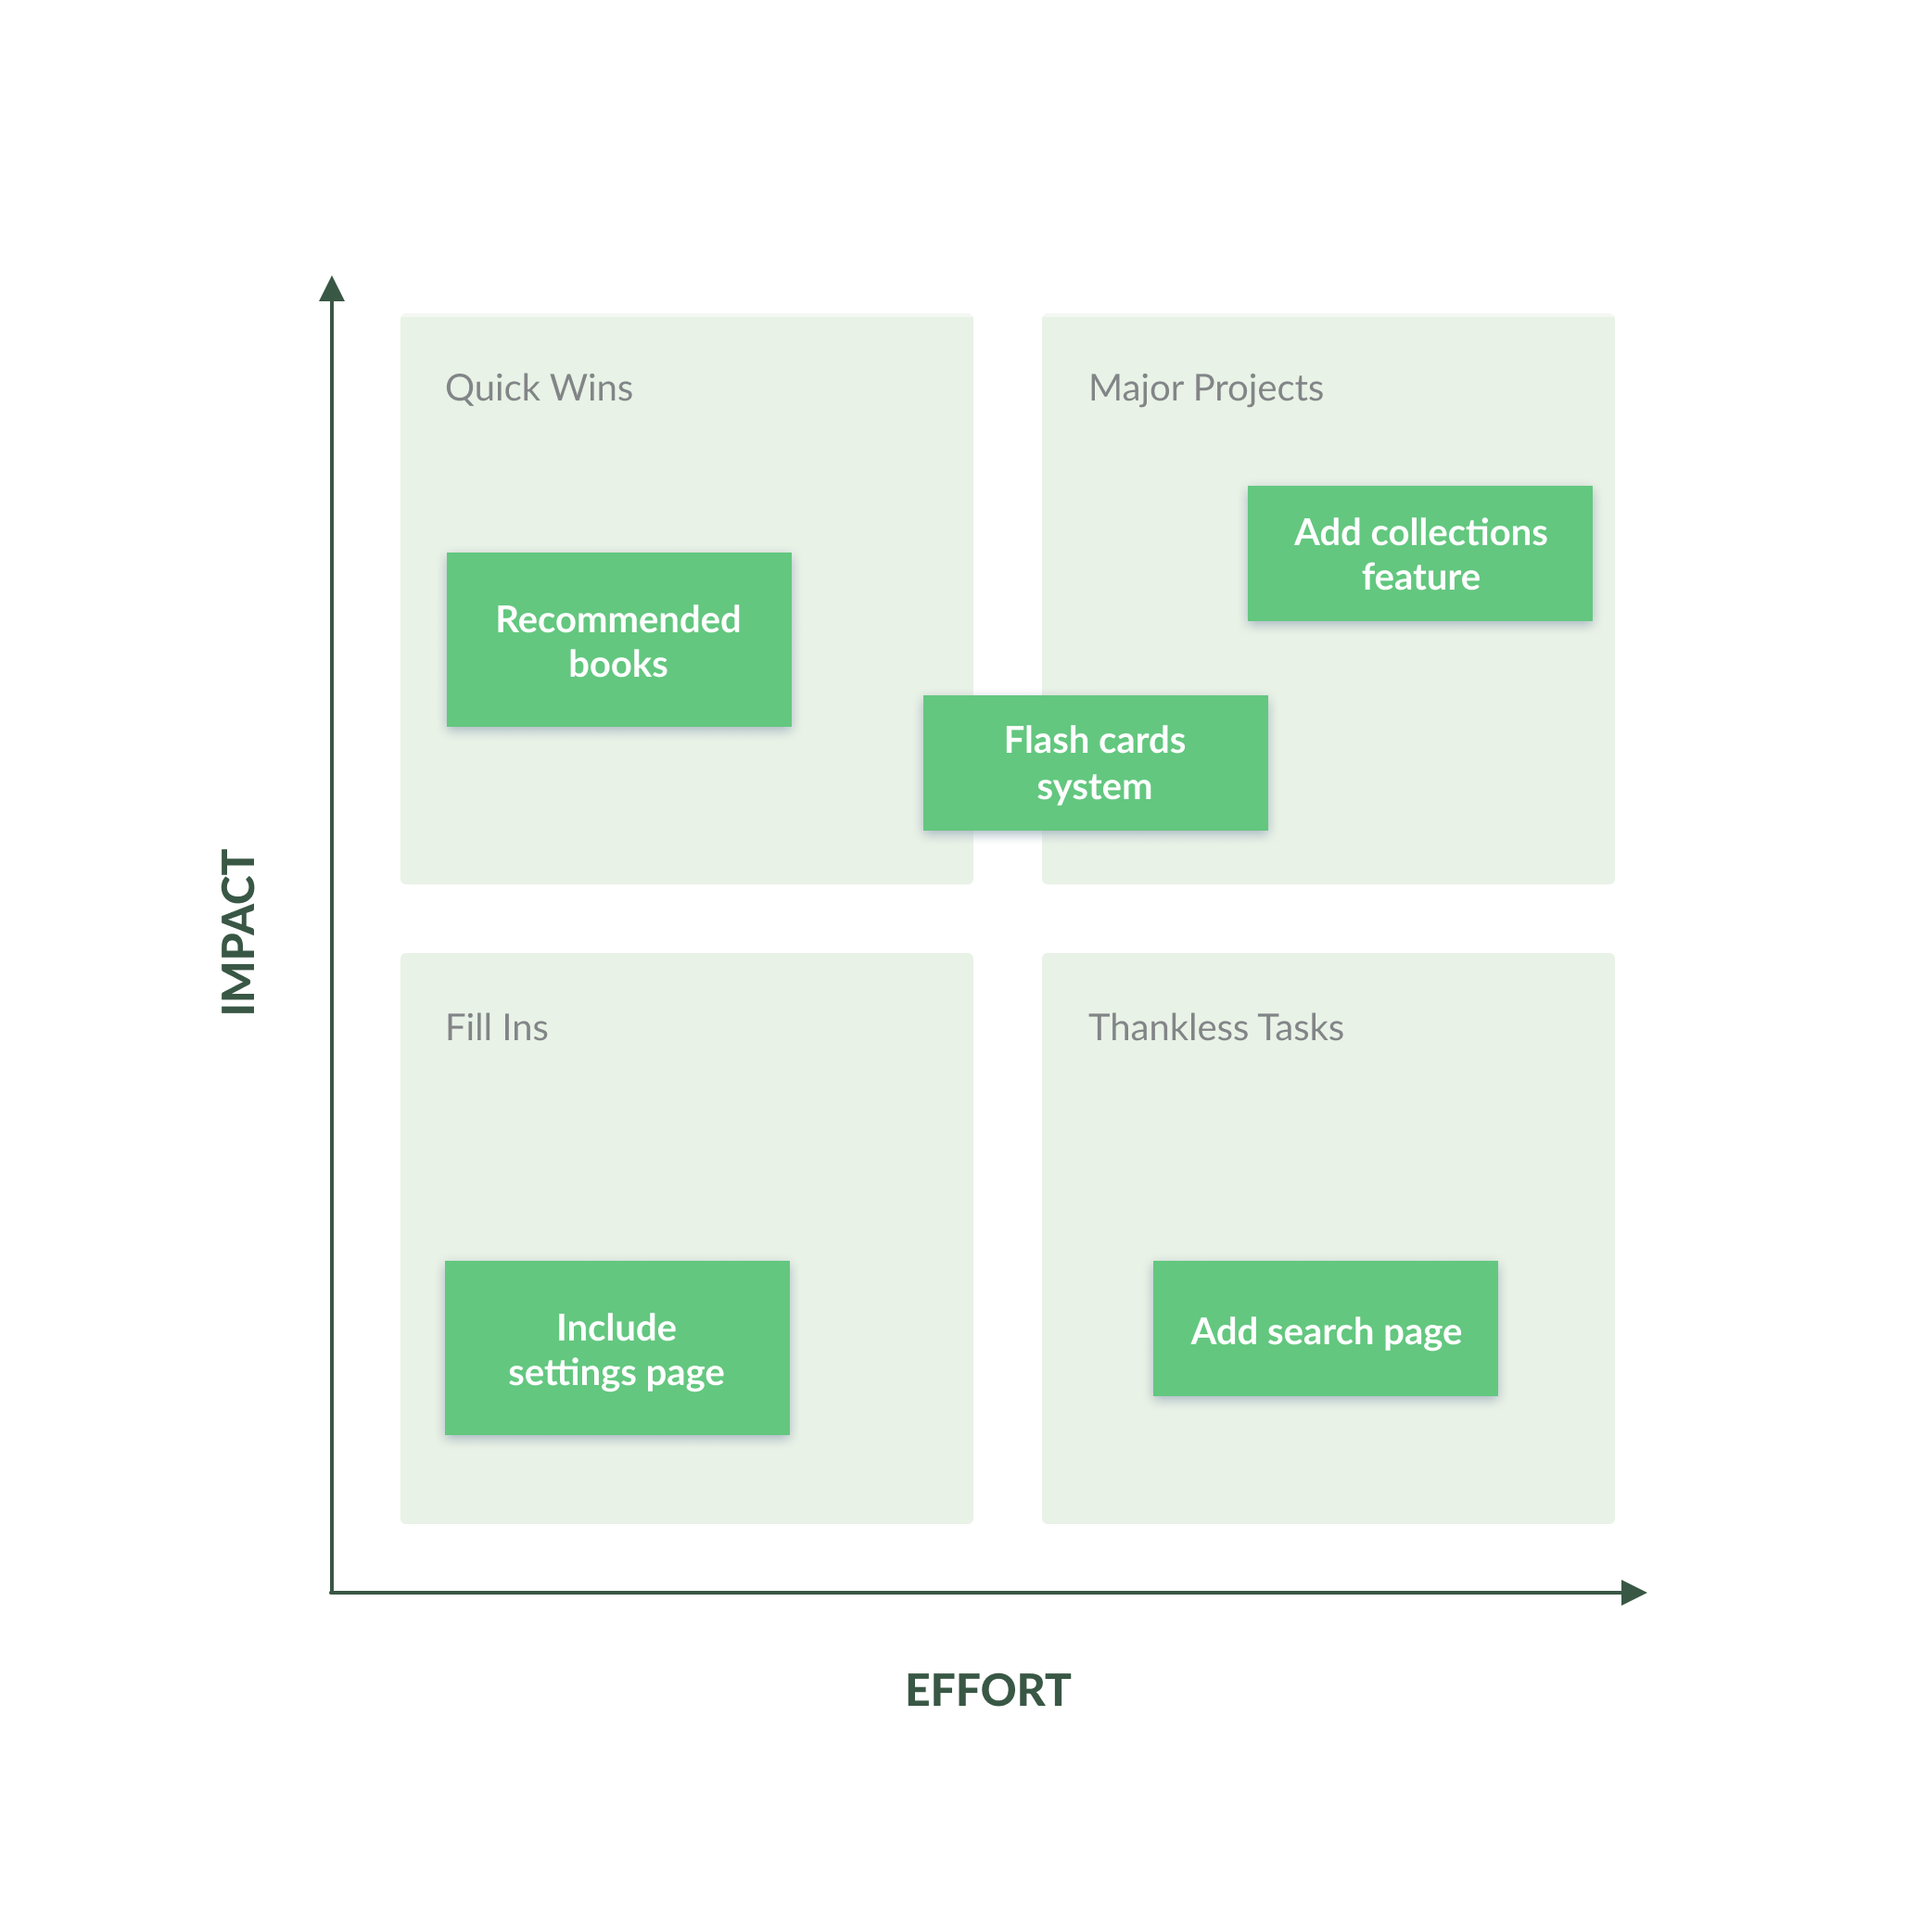 Quick Wins
Major Projects
Add collections
feature
Recommended
books
Flash cards
system
IMPACT
Fill Ins
Thankless Tasks
Include
settings page
Add search page
EFFORT